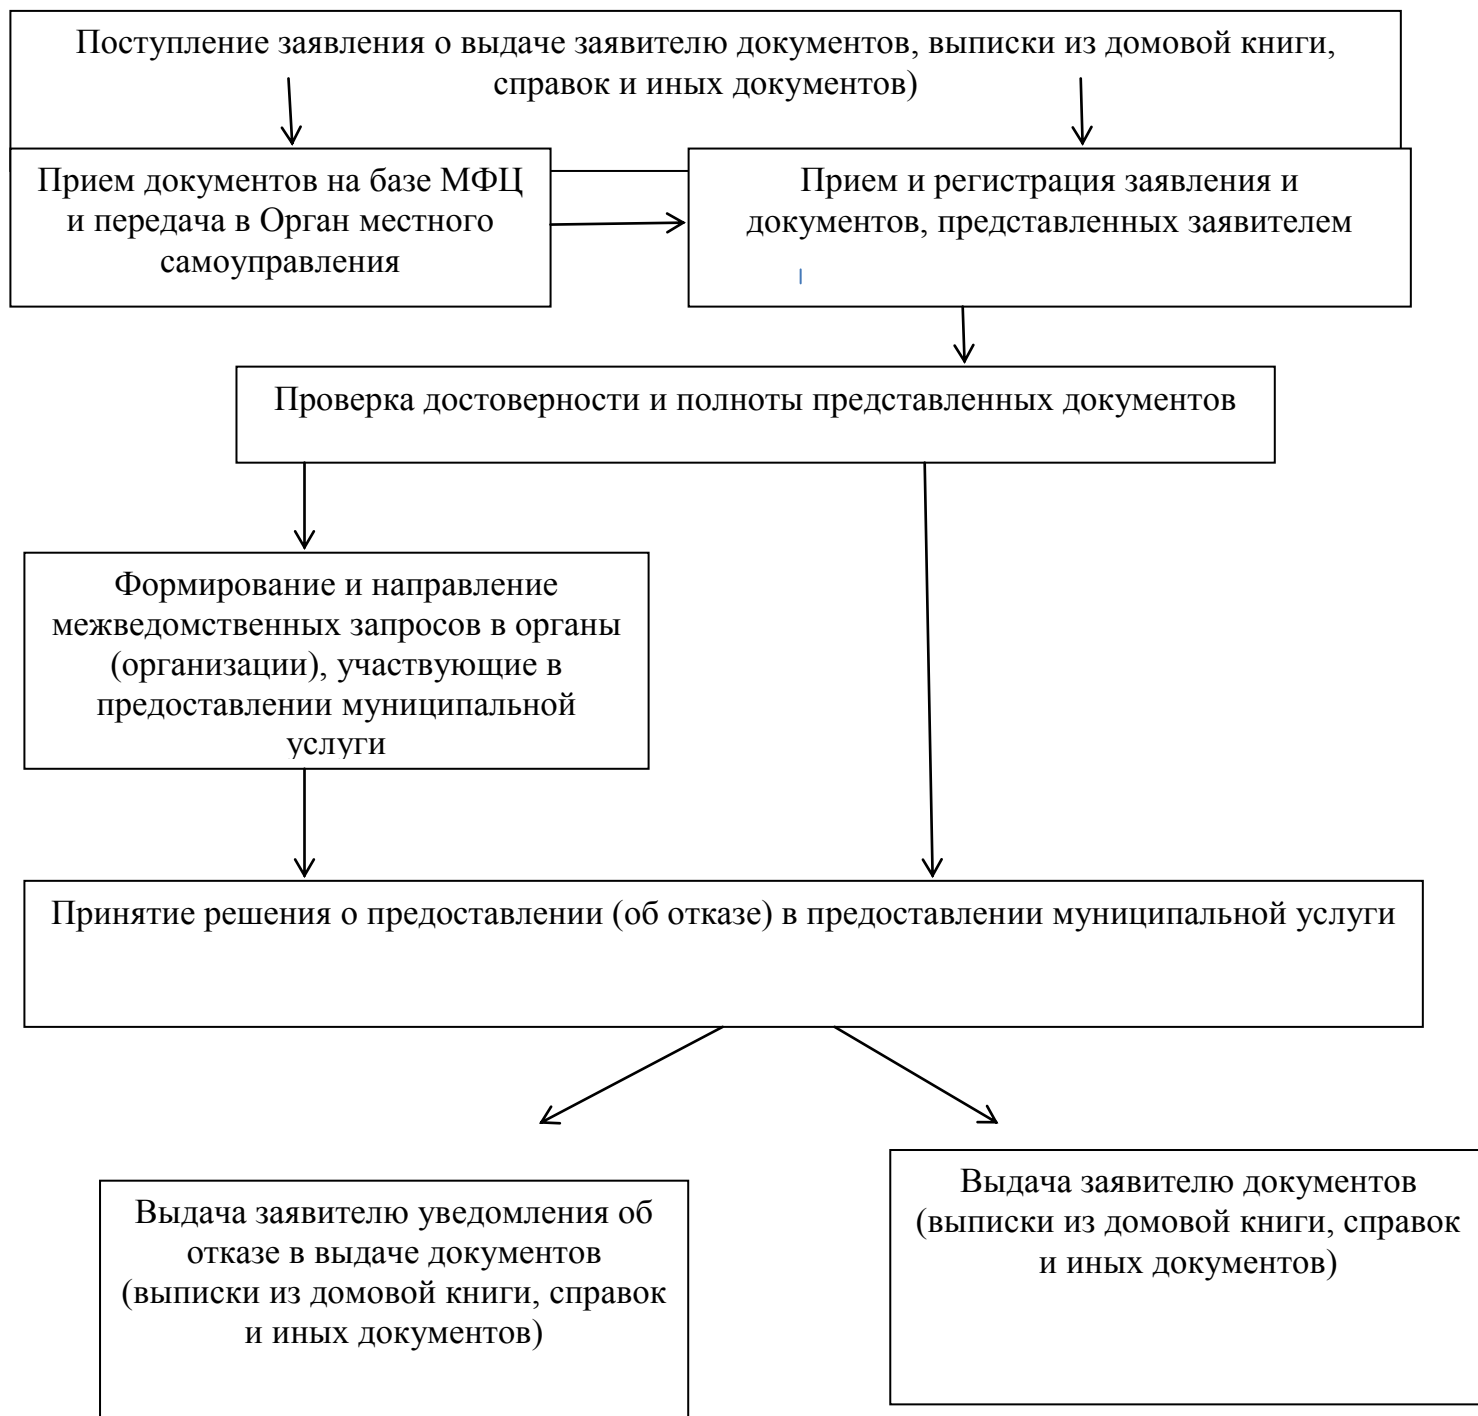 Поступление заявления о выдаче заявителю документов, выписки из домовой книги,
справок и иных документов)
Прием документов на базе МФЦ
и передача в Орган местного
самоуправления
Прием и регистрация заявления и
документов, представленных заявителем
Проверка достоверности и полноты представленных документов
Формирование и направление
межведомственных запросов в органы
(организации), участвующие в
предоставлении муниципальной
услуги
Принятие решения о предоставлении (об отказе) в предоставлении муниципальной услуги
Выдача заявителю уведомления об
отказе в выдаче документов
(выписки из домовой книги, справок
и иных документов)
Выдача заявителю документов
(выписки из домовой книги, справок
и иных документов)